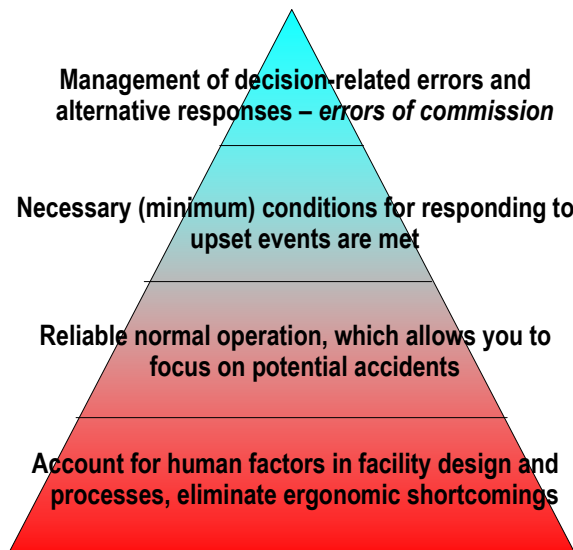 Management of decision-related errors and
alternative responses – errors of commission
Necessary (minimum) conditions for responding to
upset events are met
Reliable normal operation, which allows you to
focus on potential accidents
Account for human factors in facility design and
processes, eliminate ergonomic shortcomings